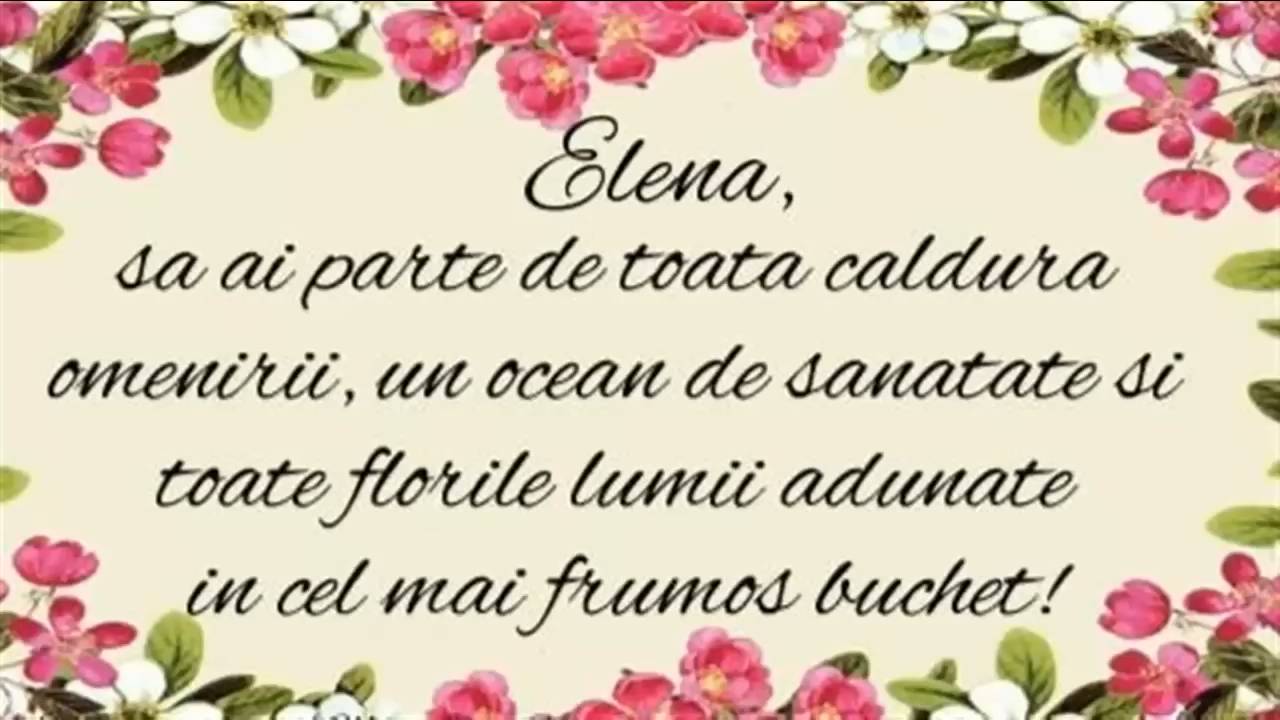 Elena,
sa ai parte de toata caldura
omenirii, un ocean de sanatate si
toate florile lumii adunate
in cel mai frumos buchet!